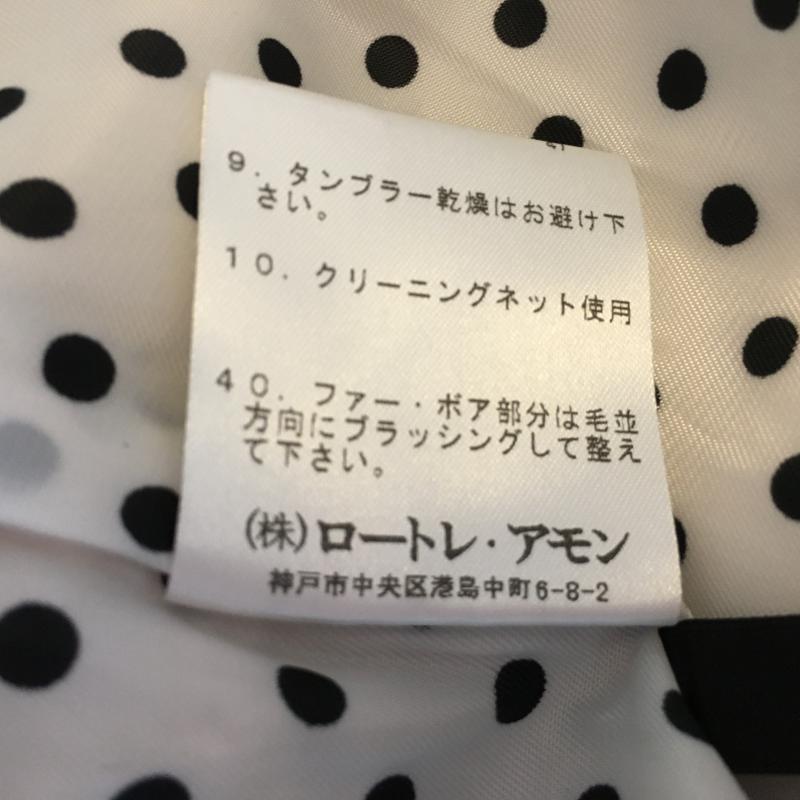 9．タンブラー乾燥はお避け下
さい。
10．クリーニングネット使用
40．ファー・ボア部分は毛並
方向にブラッシングして整え
て下さい。
(株)ロートレ・アモン
神戸市中央区港島中町6-8-2